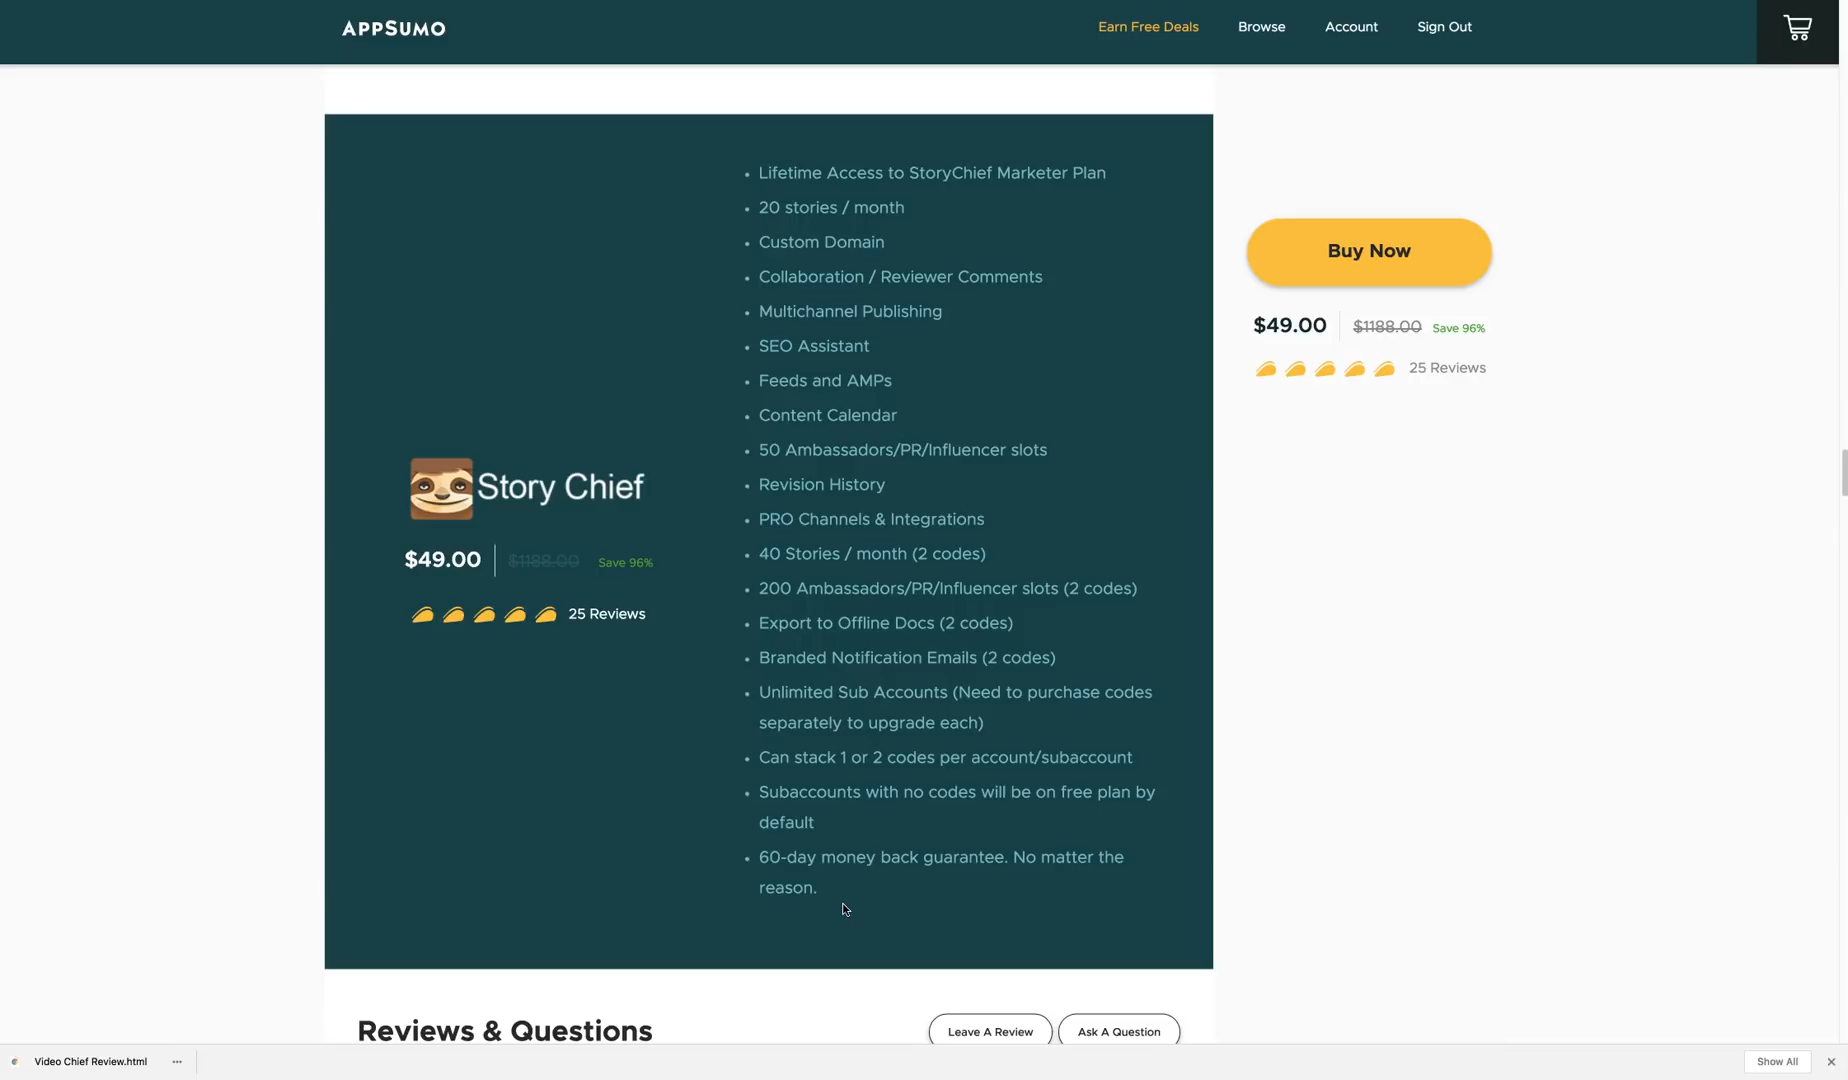 APPSUMO
Earn Free Deals
Browse
Account
Sign Out
Lifetime Access to StoryChief Marketer Plan
20 stories / month
Custom Domain
Collaboration / Reviewer Comments
Multichannel Publishing
SEO Assistant
Feeds and AMPs
Content Calendar
50 Ambassadors/PR/Influencer slots
Revision History
PRO Channels & Integrations
40 Stories / month (2 codes)
200 Ambassadors/PR/Influencer slots (2 codes)
Export to Offline Docs (2 codes)
Branded Notification Emails (2 codes)
Unlimited Sub Accounts (Need to purchase codes
separately to upgrade each)
Can stack 1 or 2 codes per account/subaccount
Subaccounts with no codes will be on free plan by
default
60-day money back guarantee. No matter the
reason.
Story Chief
$49.00 $1188.00 Save 96%
25 Reviews
Buy Now
$49.00 $1188.00 Save 96%
25 Reviews
Reviews & Questions
Leave A Review
Ask A Question
Video Chief Review.html
Show All